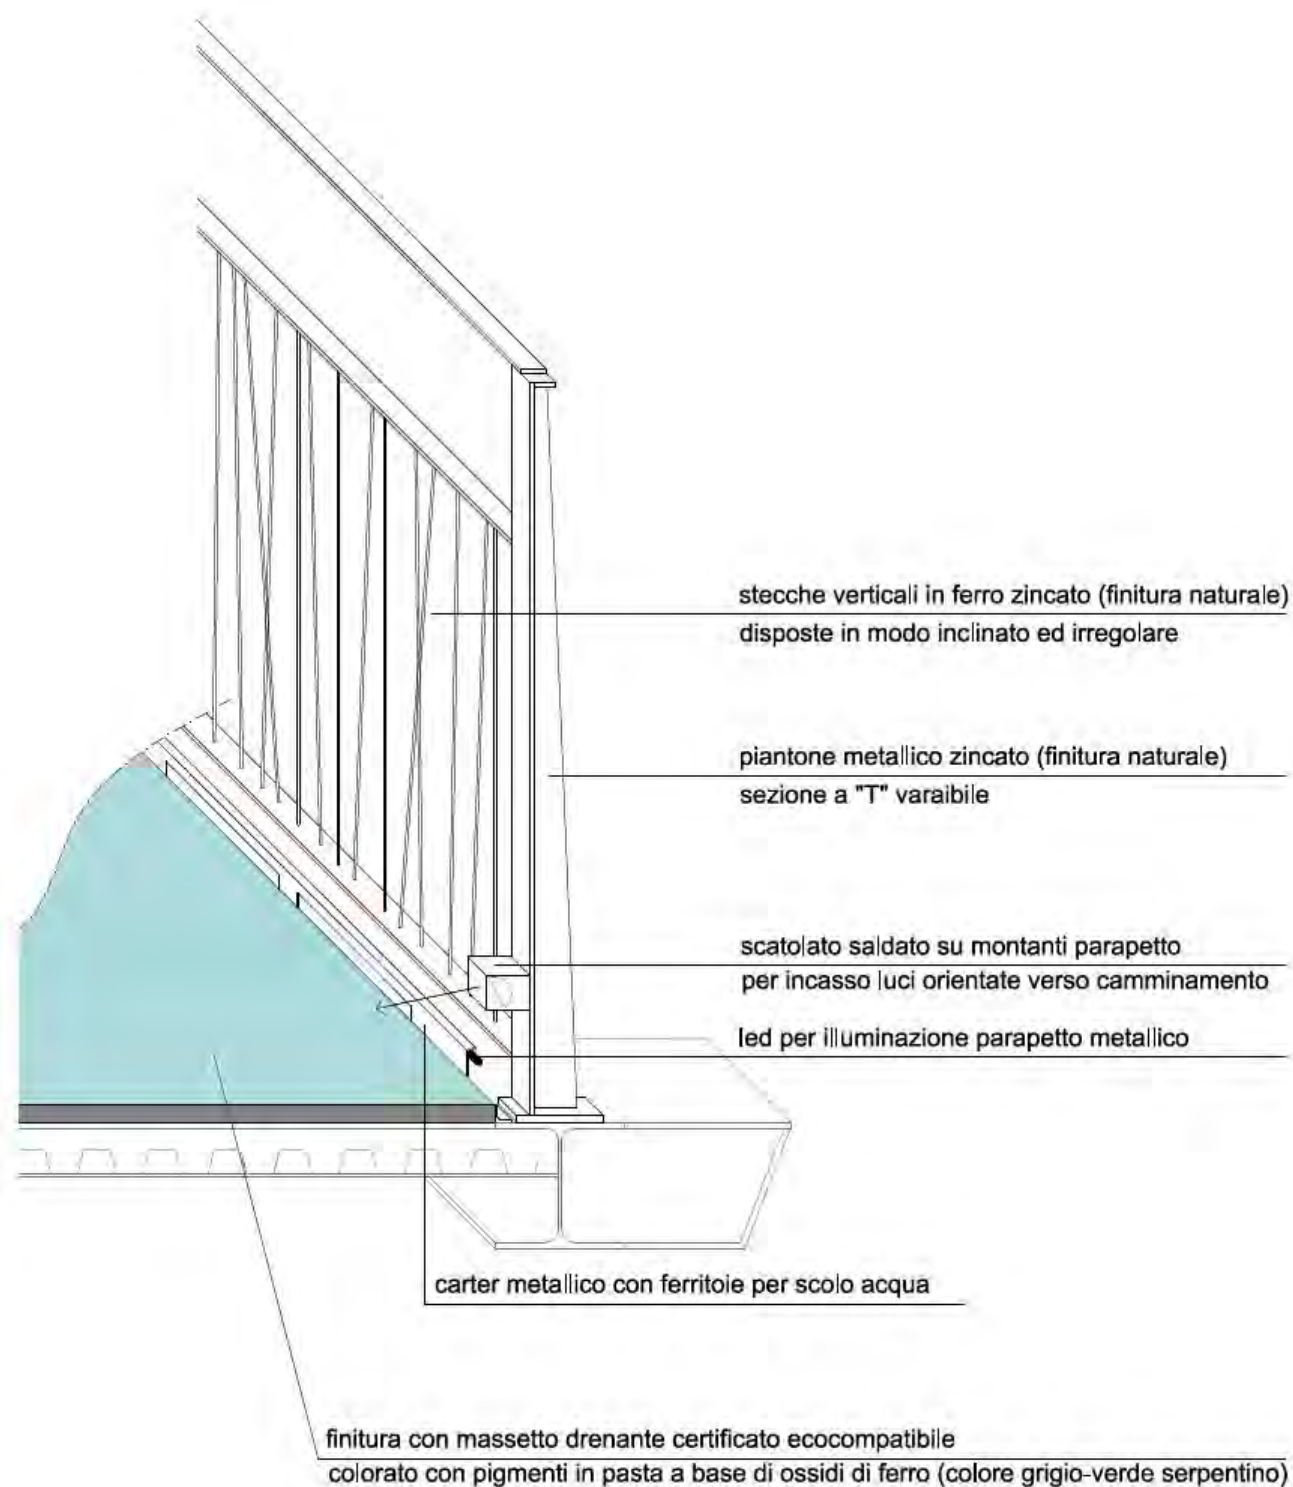 stecche verticali in ferro zincato (finitura naturale)
disposte in modo inclinato ed irregolare
piantone metallico zincato (finitura naturale)
sezione a "T" varaibile
scatolato saldato su montanti parapetto
per incasso luci orientate verso camminamento
led per illuminazione parapetto metallico
carter metallico con ferritoie per scolo acqua
finitura con massetto drenante certificato ecocompatibile
colorato con pigmenti in pasta a base di ossidi di ferro (colore grigio-verde serpentino)